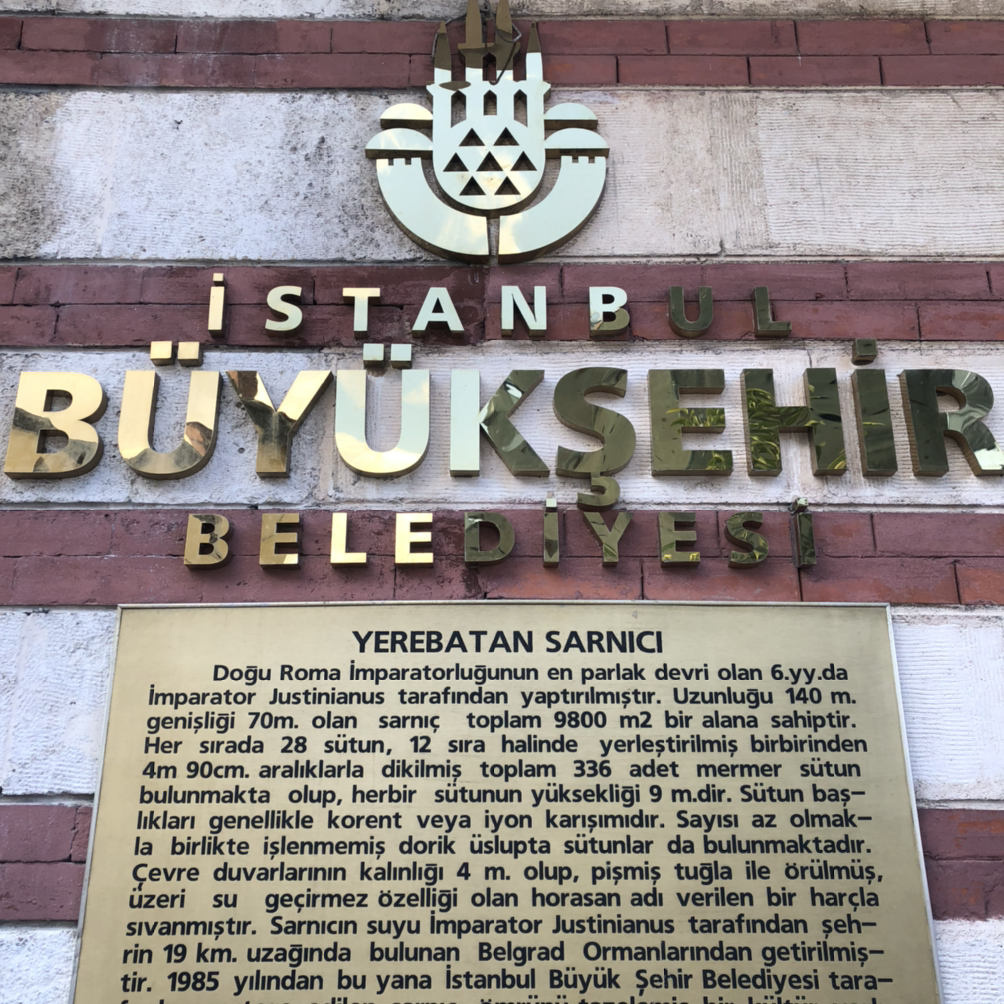 İSTANBUL
BÜYÜKŞEHİR
BELEDİYESİ
YEREBATAN SARNICI
Doğu Roma İmparatorluğunun en parlak devri olan 6.yy.da
İmparator Justinianus tarafından yaptırılmıştır. Uzunluğu 140 m.
genişliği 70m. olan sarnıç toplam 9800 m2 bir alana sahiptir.
Her sırada 28 sütun, 12 sıra halinde yerleştirilmiş birbirinden
4m 90cm. aralıklarla dikilmiş toplam 336 adet mermer sütun
bulunmakta olup, herbir sütunun yüksekliği 9 m.dir. Sütun baş-
lıkları genellikle korent veya iyon karışımıdır. Sayısı az olmak-
la birlikte işlenmemiş dorik üslupta sütunlar da bulunmaktadır.
Çevre duvarlarının kalınlığı 4 m. olup, pişmiş tuğla ile örülmüş,
üzeri su geçirmez özelliği olan horasan adı verilen bir harçla
sıvanmıştır. Sarnıcın suyu İmparator Justinianus tarafından şeh-
rin 19 km. uzağında bulunan Belgrad Ormanlarından getirilmiş-
tir. 1985 yılından bu yana İstanbul Büyük Şehir Belediyesi tara-